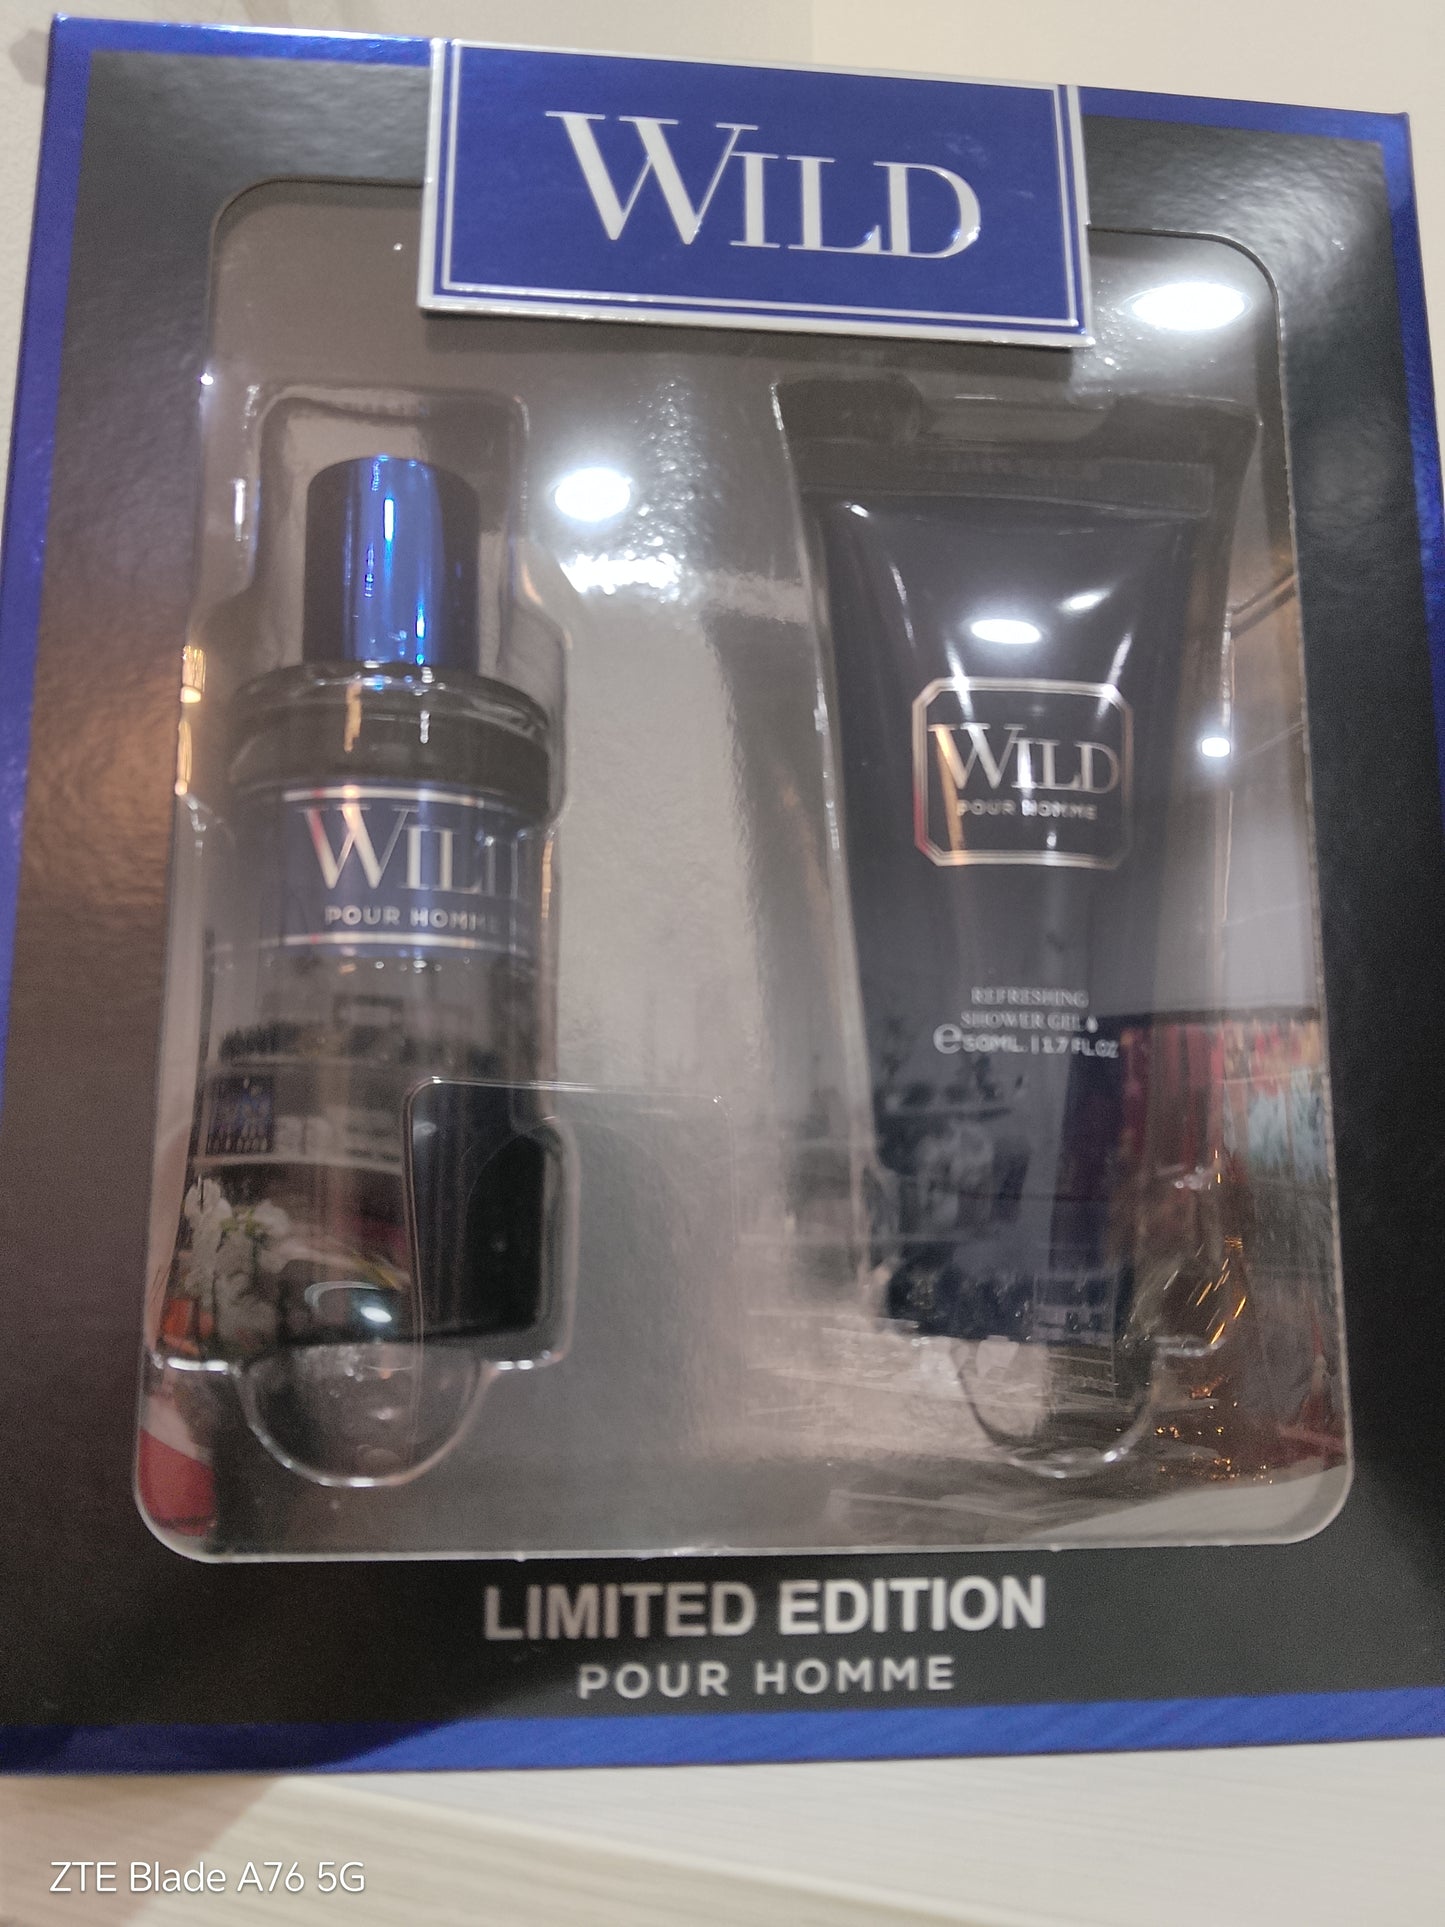 WILD
WILD
POUR HOMME
WILD
POUR HOMME
REFRESHING
SHOWER GEL
e 50ML. | 1.7 FL.OZ
LIMITED EDITION
POUR HOMME
ZTE Blade A76 5G